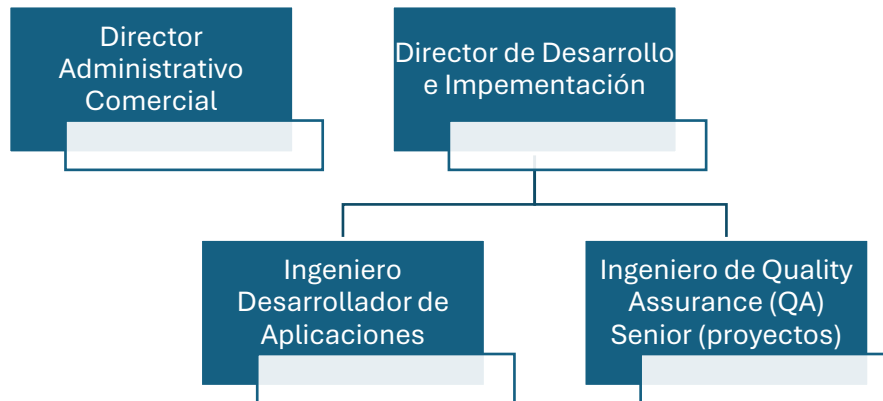 Director
Administrativo
Comercial
Director de Desarrollo
e Impementación
Ingeniero
Desarrollador de
Aplicaciones
Ingeniero de Quality
Assurance (QA)
Senior (proyectos)